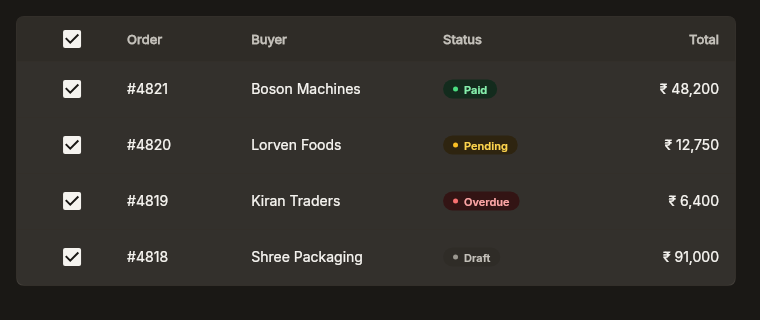 Order Buyer Status Total
#4821 Boson Machines Paid ₹ 48,200
#4820 Lorven Foods Pending ₹ 12,750
#4819 Kiran Traders Overdue ₹ 6,400
#4818 Shree Packaging Draft ₹ 91,000